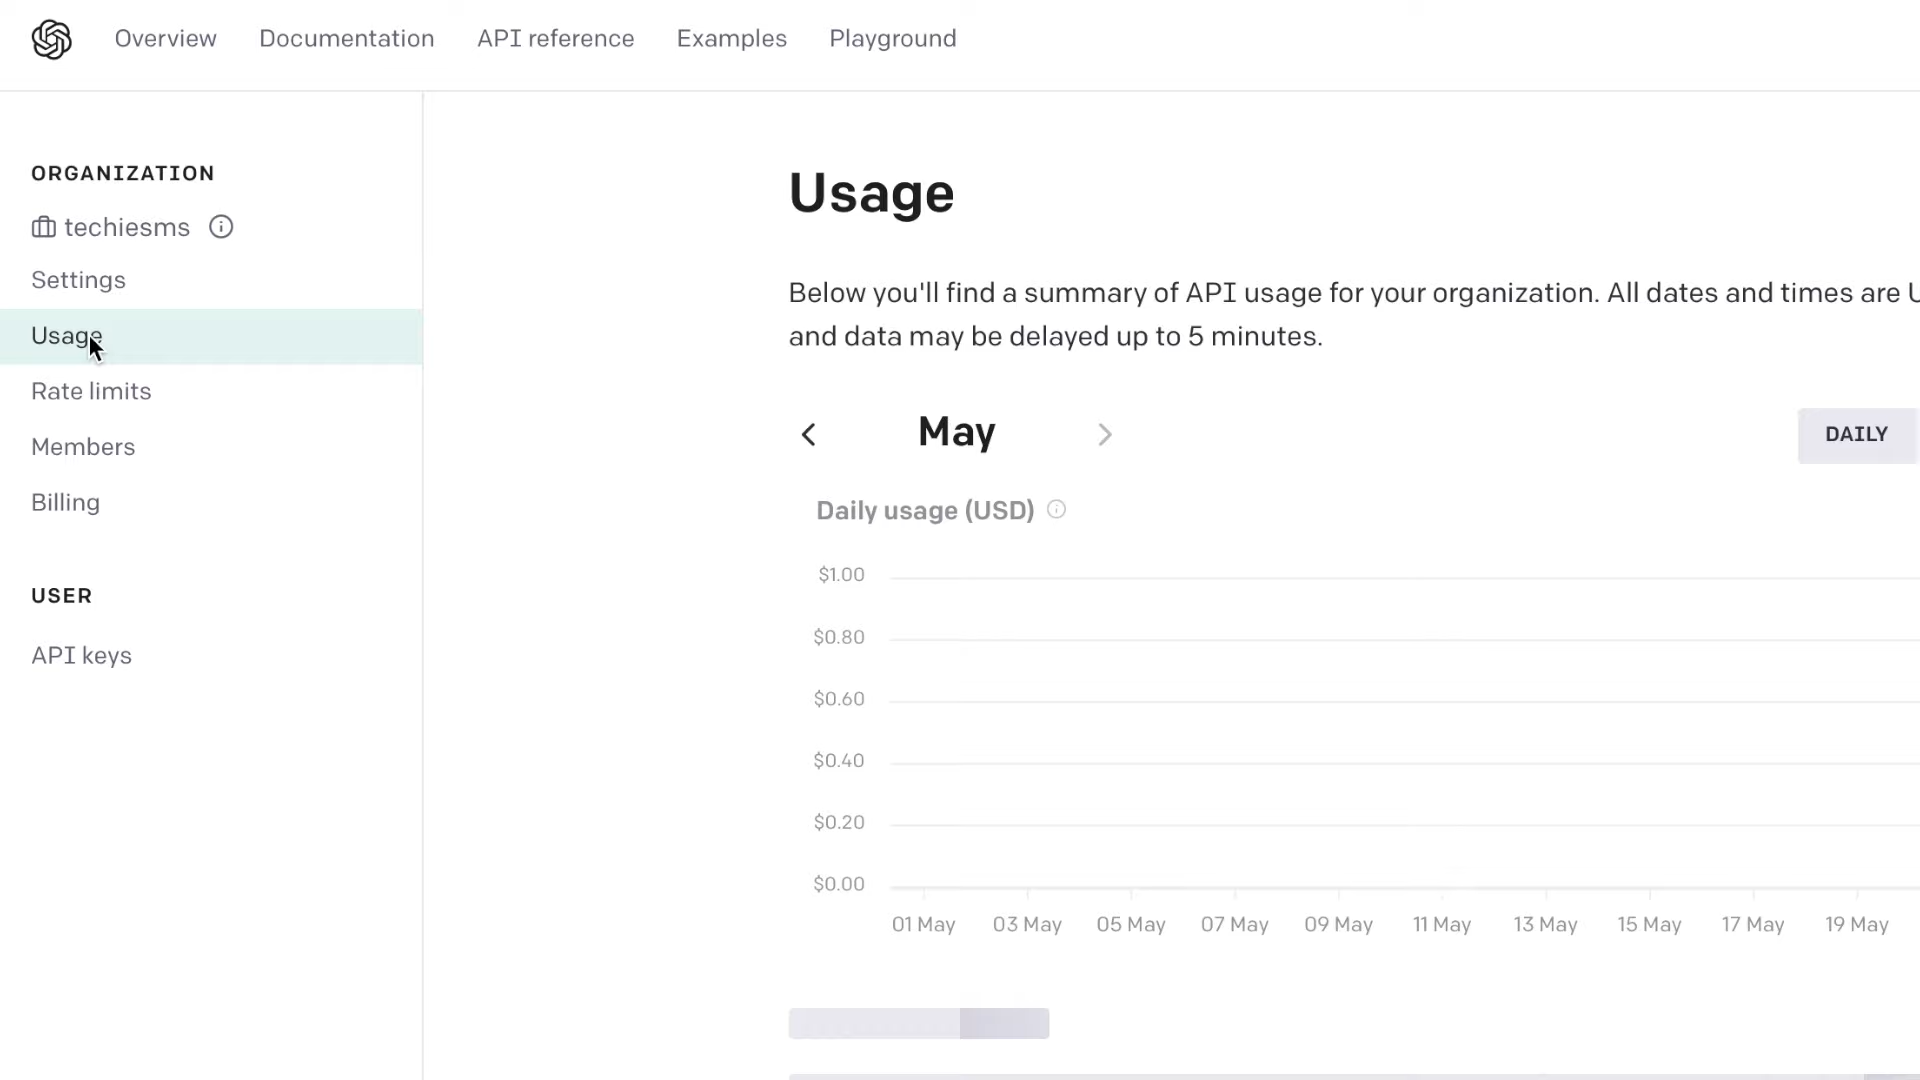 Overview Documentation API reference Examples Playground
ORGANIZATION
techiesms
Settings
Usage
Rate limits
Members
Billing
USER
API keys
Usage
Below you'll find a summary of API usage for your organization. All dates and times are
and data may be delayed up to 5 minutes.
May
DAILY
Daily usage (USD)
$1.00
$0.80
$0.60
$0.40
$0.20
$0.00
01 May 03 May 05 May 07 May 09 May 11 May 13 May 15 May 17 May 19 May